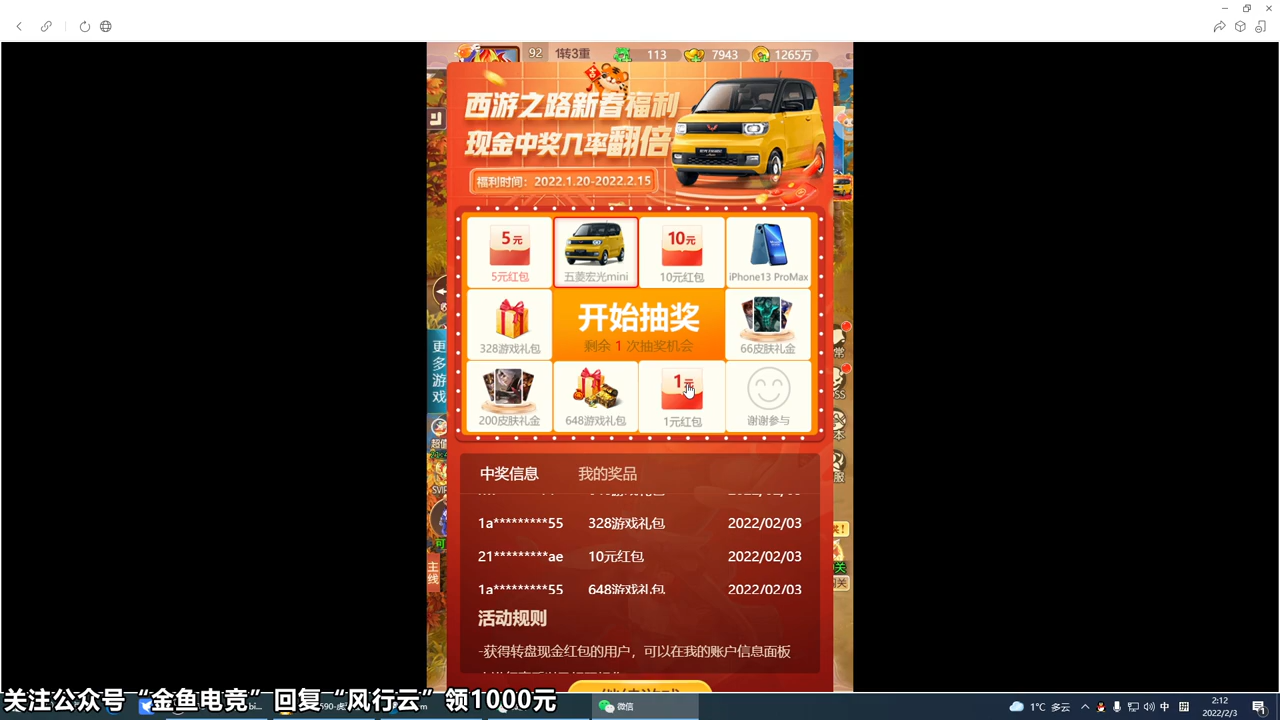 92 1转3重 113 7943 1265万
西游之路新春福利
现金中奖几率翻倍
福利时间：2022.1.20-2022.2.15
5元 10元
5元红包 五菱宏光mini 10元红包 iPhone13 ProMax
开始抽奖
剩余 1 次抽奖机会
328游戏礼包 66皮肤礼金
1元
200皮肤礼金 648游戏礼包 1元红包 谢谢参与
更多游戏
主线
中奖信息 我的奖品
1a*********55 328游戏礼包 2022/02/03
21*********ae 10元红包 2022/02/03
1a*********55 648游戏礼包 2022/02/03
活动规则
-获得转盘现金红包的用户，可以在我的账户信息面板
关注公众号“金鱼电竞”回复“风行云”领1000元
微信
1°C 多云
中
2:12
2022/2/3